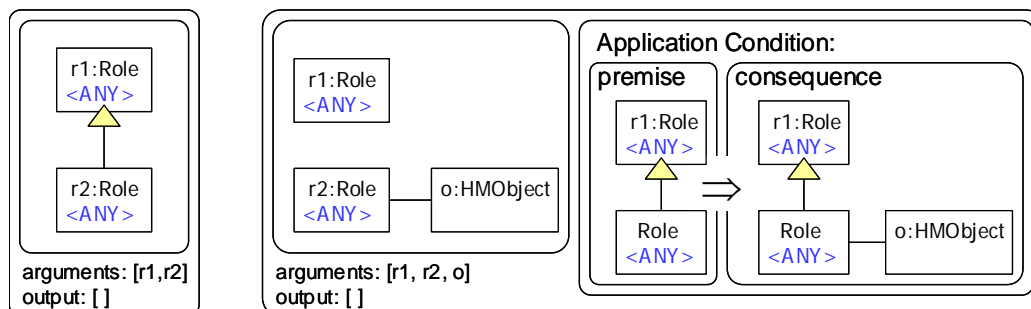 r1:Role
<ANY>
r2:Role
<ANY>
arguments: [r1,r2]
output: [ ]
r1:Role
<ANY>
r2:Role
<ANY>
o:HMObject
arguments: [r1, r2, o]
output: [ ]
Application Condition:
premise
r1:Role
<ANY>
Role
<ANY>
⇒
consequence
r1:Role
<ANY>
Role
<ANY>
o:HMObject